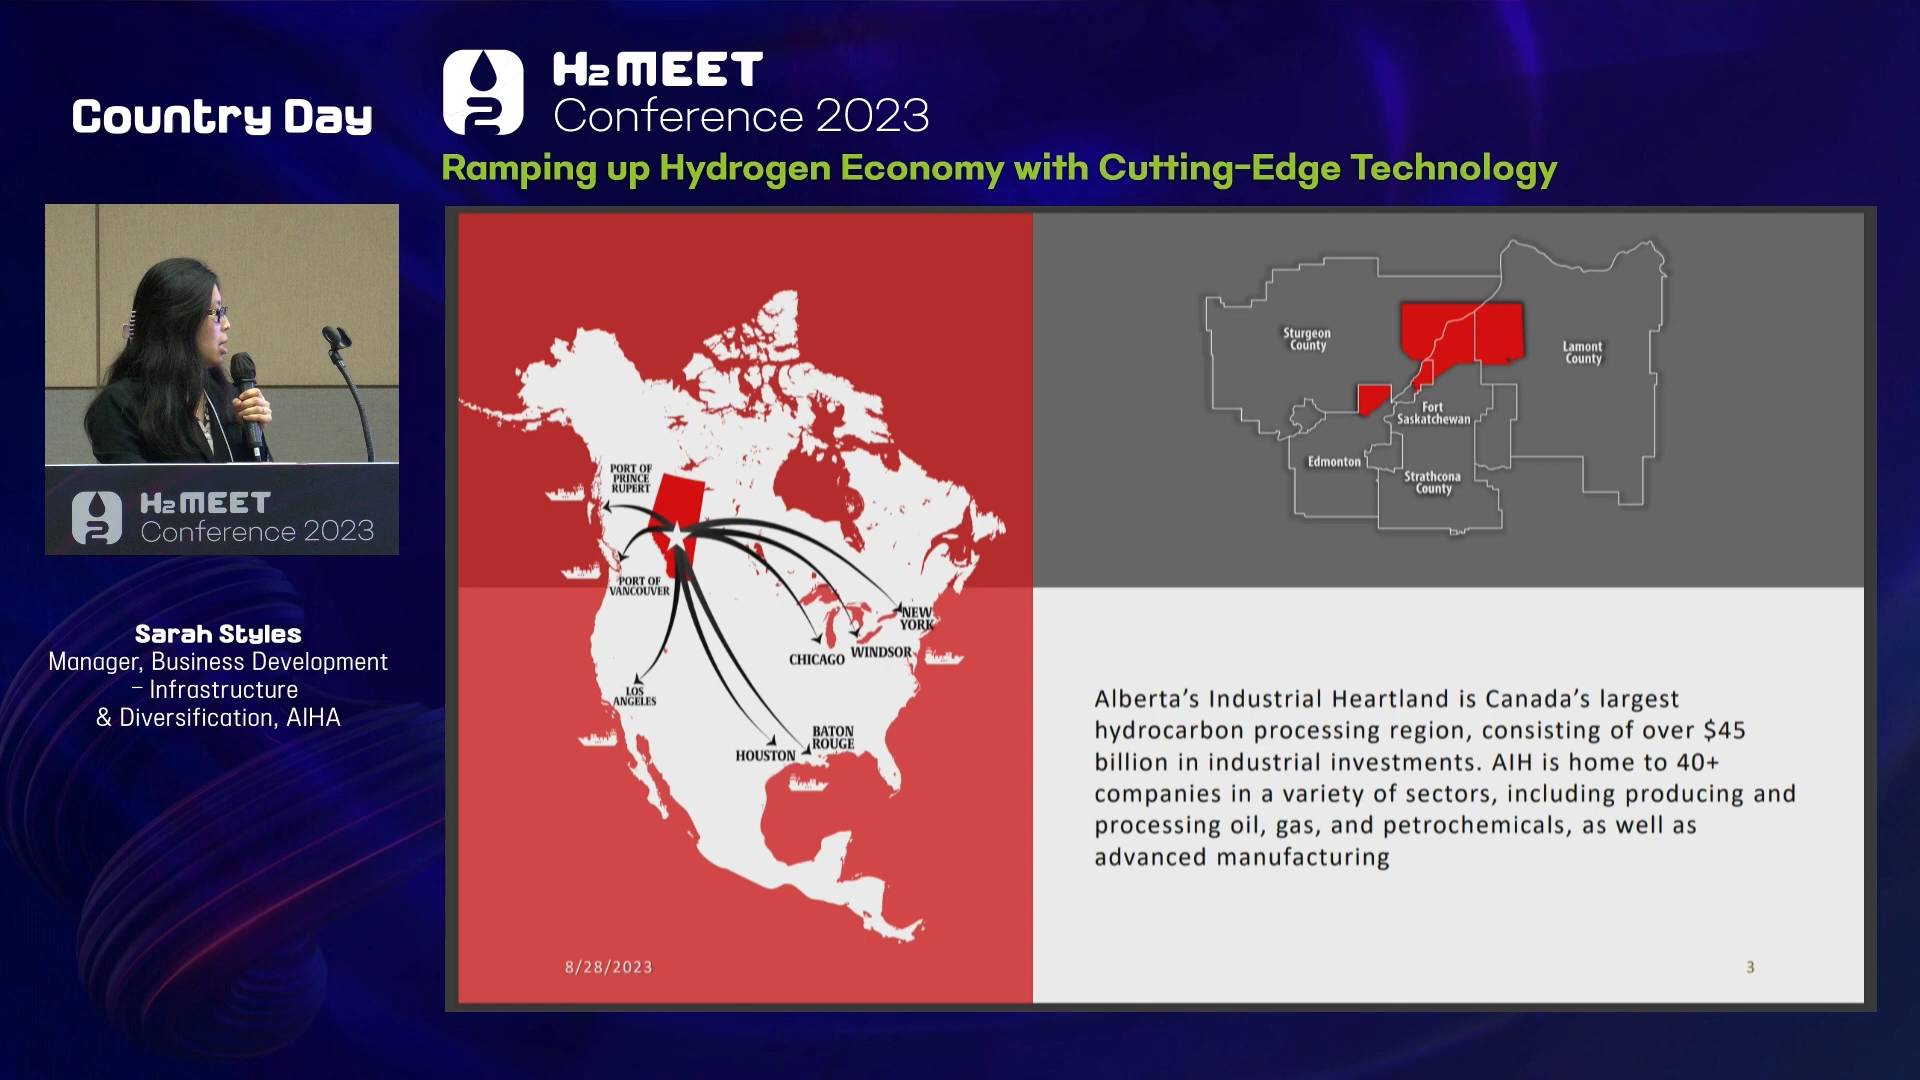 Country Day
H2 MEET
Conference 2023
Ramping up Hydrogen Economy with Cutting-Edge Technology
H2 MEET
Conference 2023
Sarah Styles
Manager, Business Development
– Infrastructure
& Diversification, AIHA
PORT OF
PRINCE
RUPERT
PORT OF
VANCOUVER
LOS
ANGELES
HOUSTON
BATON
ROUGE
CHICAGO
WINDSOR
NEW
YORK
8/28/2023
Sturgeon
County
Lamont
County
Fort
Saskatchewan
Edmonton
Strathcona
County
Alberta’s Industrial Heartland is Canada’s largest
hydrocarbon processing region, consisting of over $45
billion in industrial investments. AIH is home to 40+
companies in a variety of sectors, including producing and
processing oil, gas, and petrochemicals, as well as
advanced manufacturing
3